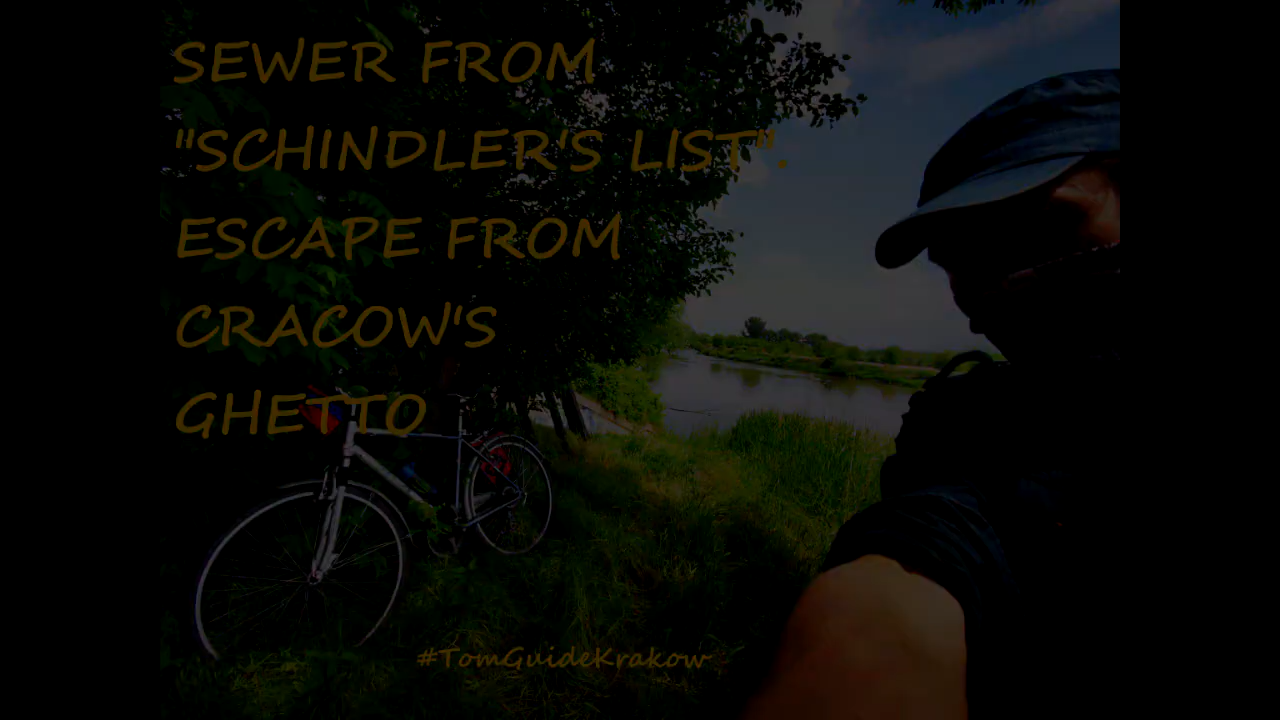 SEWER FROM
"SCHINDLER'S LIST".
ESCAPE FROM
CRACOW'S
GHETTO
#TomGuideKrakow